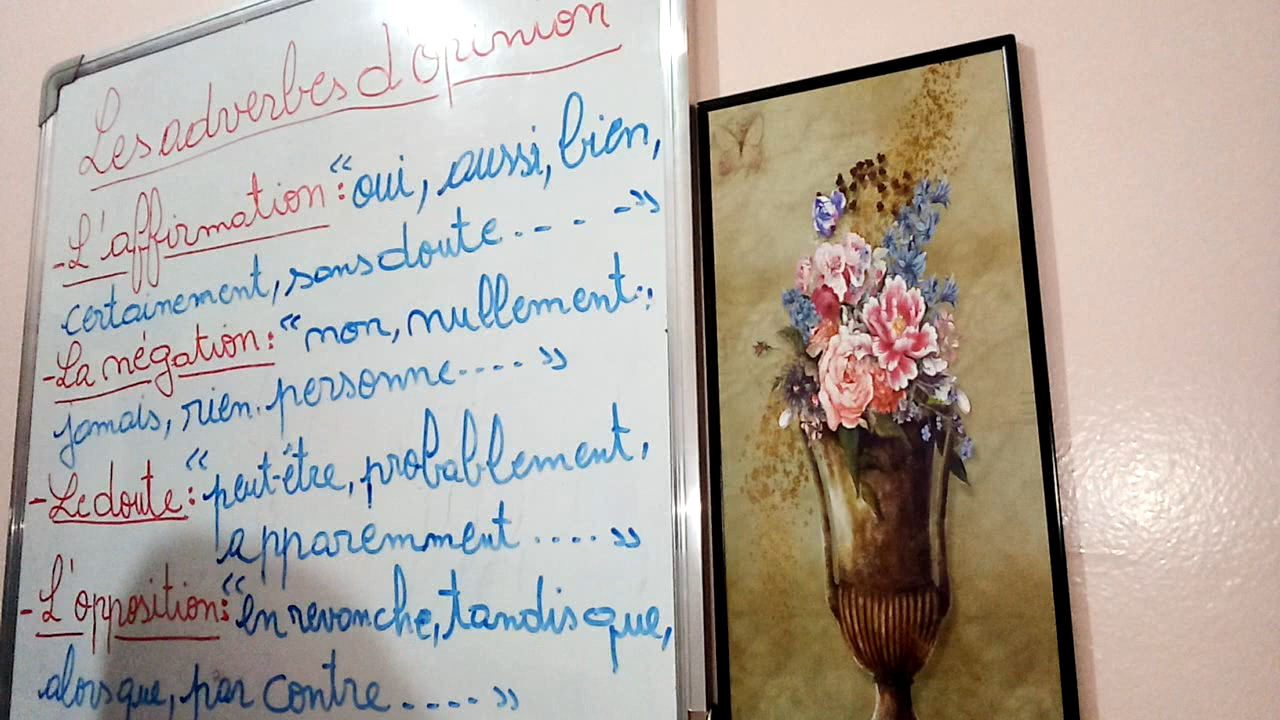 Les adverbes d'opinion
- L'affirmation : "oui, aussi, bien,
certainement, sans doute . . - . - "
- La négation : "non, nullement . ,
jamais, rien . personne . . . . "
- Le doute : "peut-être, probablement,
apparemment . . . . "
- L'opposition : "en revanche, tandis que,
alors que, par contre . . . . . "